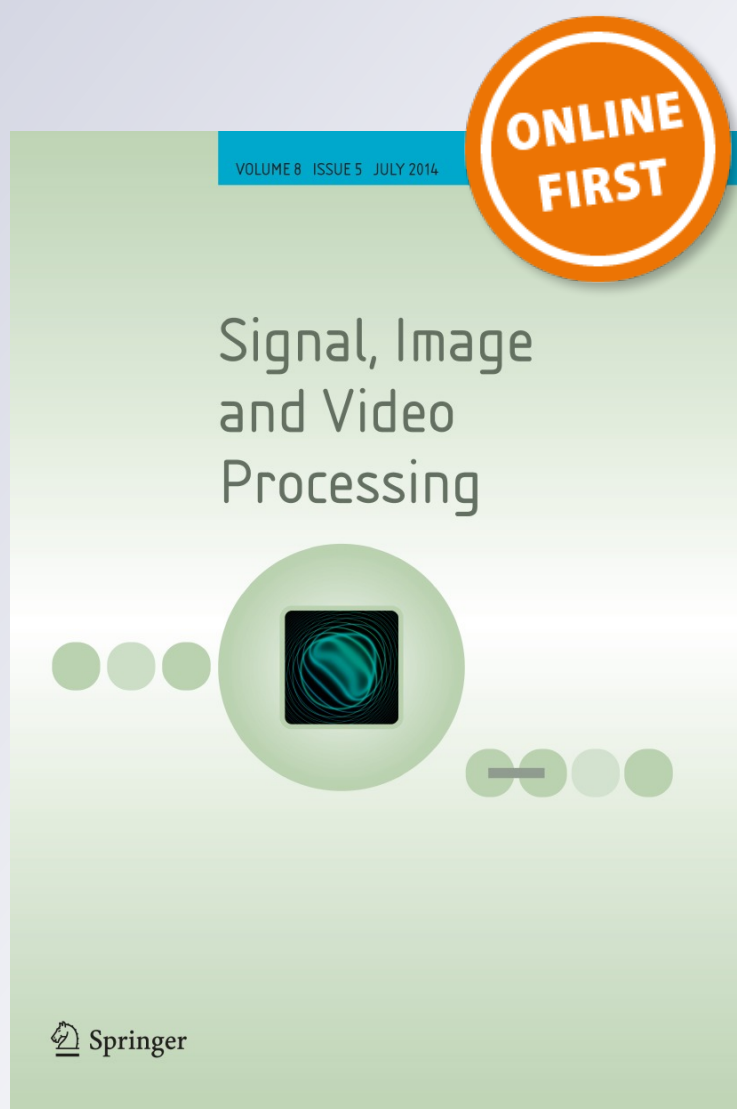 ONLINE
FIRST
VOLUME 8 ISSUE 5 JULY 2014
Signal, Image
and Video
Processing
Springer